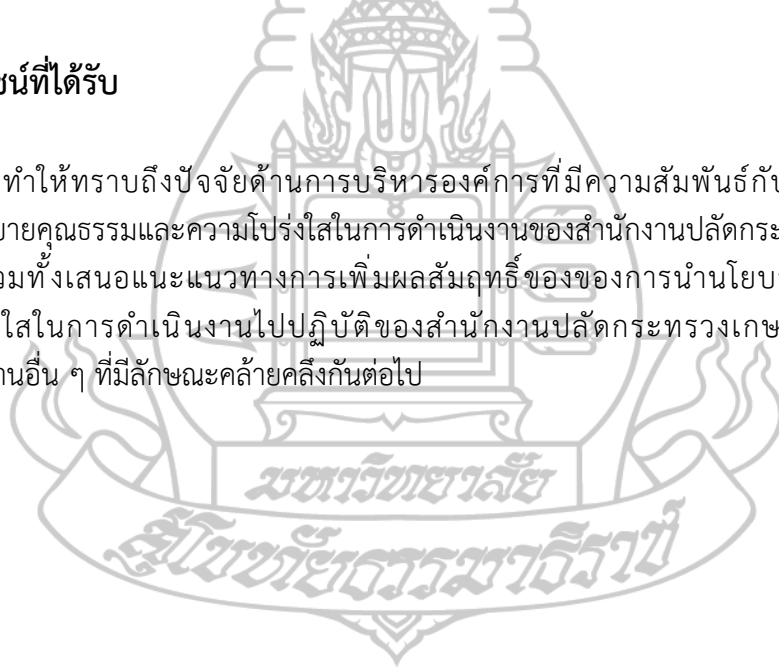 ชน์ที่ได้รับ
ทำให้ทราบถึงปัจจัยด้านการบริหารองค์การที่มีความสัมพันธ์กับ
บายคุณธรรมและความโปร่งใสในการดำเนินงานของสำนักงานปลัดกระ
วมทั้งเสนอแนะแนวทางการเพิ่มผลสัมฤทธิ์ของของการนำนโยบ
ใสในการดำเนินงานไปปฏิบัติของสำนักงานปลัดกระทรวงเกษ
านอื่น ๆ ที่มีลักษณะคล้ายคลึงกันต่อไป
มหาวิทยาลัย
สุโขทัยธรรมาธิราช